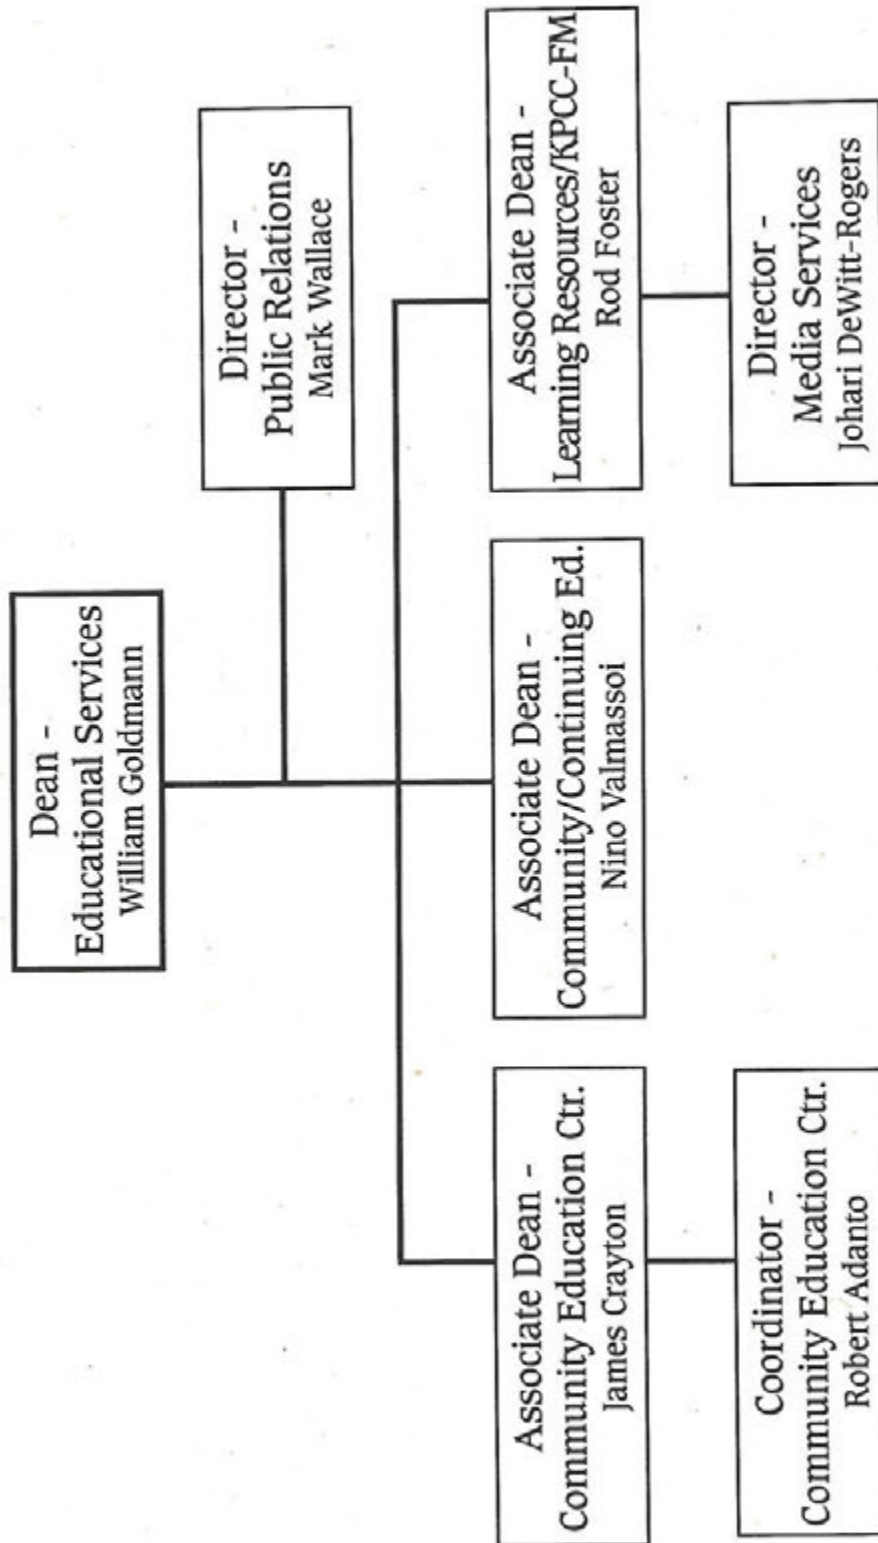 Dean -
Educational Services
William Goldmann
Director -
Public Relations
Mark Wallace
Associate Dean -
Community Education Ctr.
James Crayton
Associate Dean -
Community/Continuing Ed.
Nino Valmassoi
Associate Dean -
Learning Resources/KPCC-FM
Rod Foster
Coordinator -
Community Education Ctr.
Robert Adanto
Director -
Media Services
Johari DeWitt-Rogers